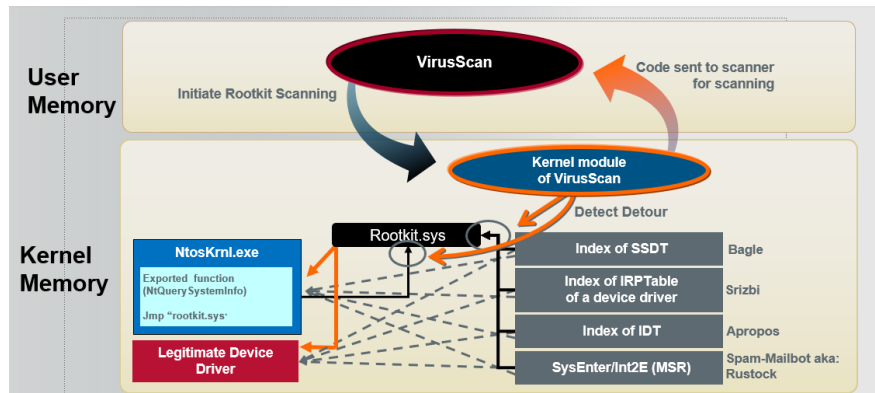 User
Memory
VirusScan
Initiate Rootkit Scanning
Code sent to scanner
for scanning
Kernel module
of VirusScan
Detect Detour
Kernel
Memory
Rootkit.sys
NtosKrnl.exe
Exported function
(NtQuerySystemInfo)
Jmp "rootkit.sys'
Legitimate Device
Driver
Index of SSDT
Bagle
Index of IRPTable
of a device driver
Srizbi
Index of IDT
Apropos
SysEnter/Int2E (MSR)
Spam-Mailbot aka:
Rustock